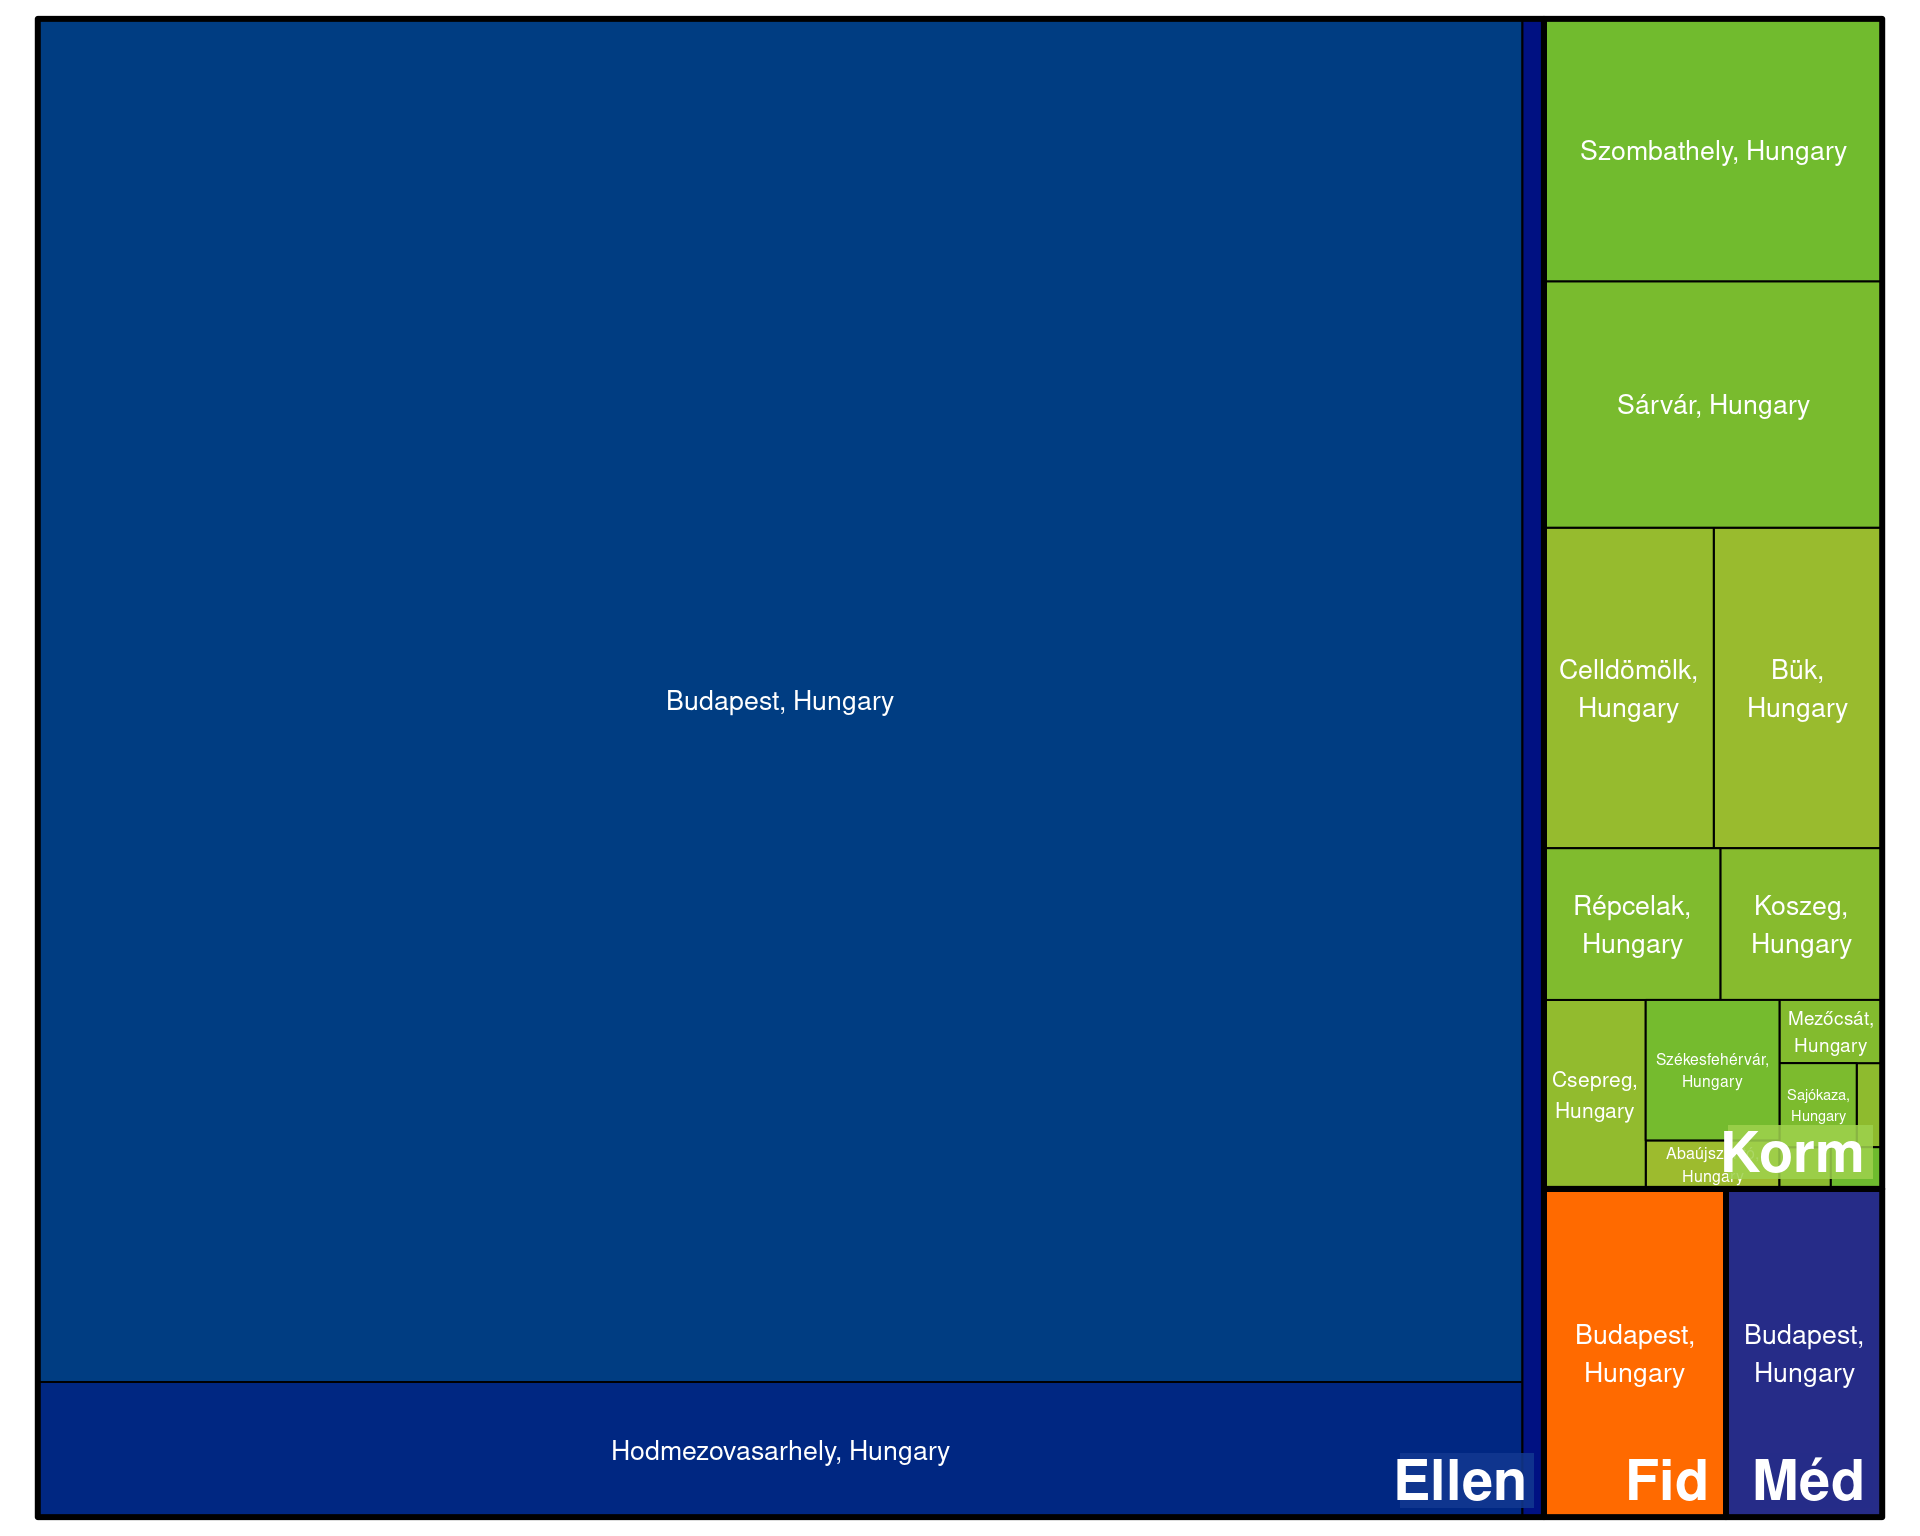 Budapest, Hungary
Hodmezovasarhely, Hungary
Ellen
Szombathely, Hungary
Sárvár, Hungary
Celldömölk,
Hungary
Bük,
Hungary
Répcelak,
Hungary
Koszeg,
Hungary
Csepreg,
Hungary
Székesfehérvár,
Hungary
Mezőcsát,
Hungary
Sajókaza,
Hungary
Hungary
Korm
Budapest,
Hungary
Fid
Budapest,
Hungary
Méd